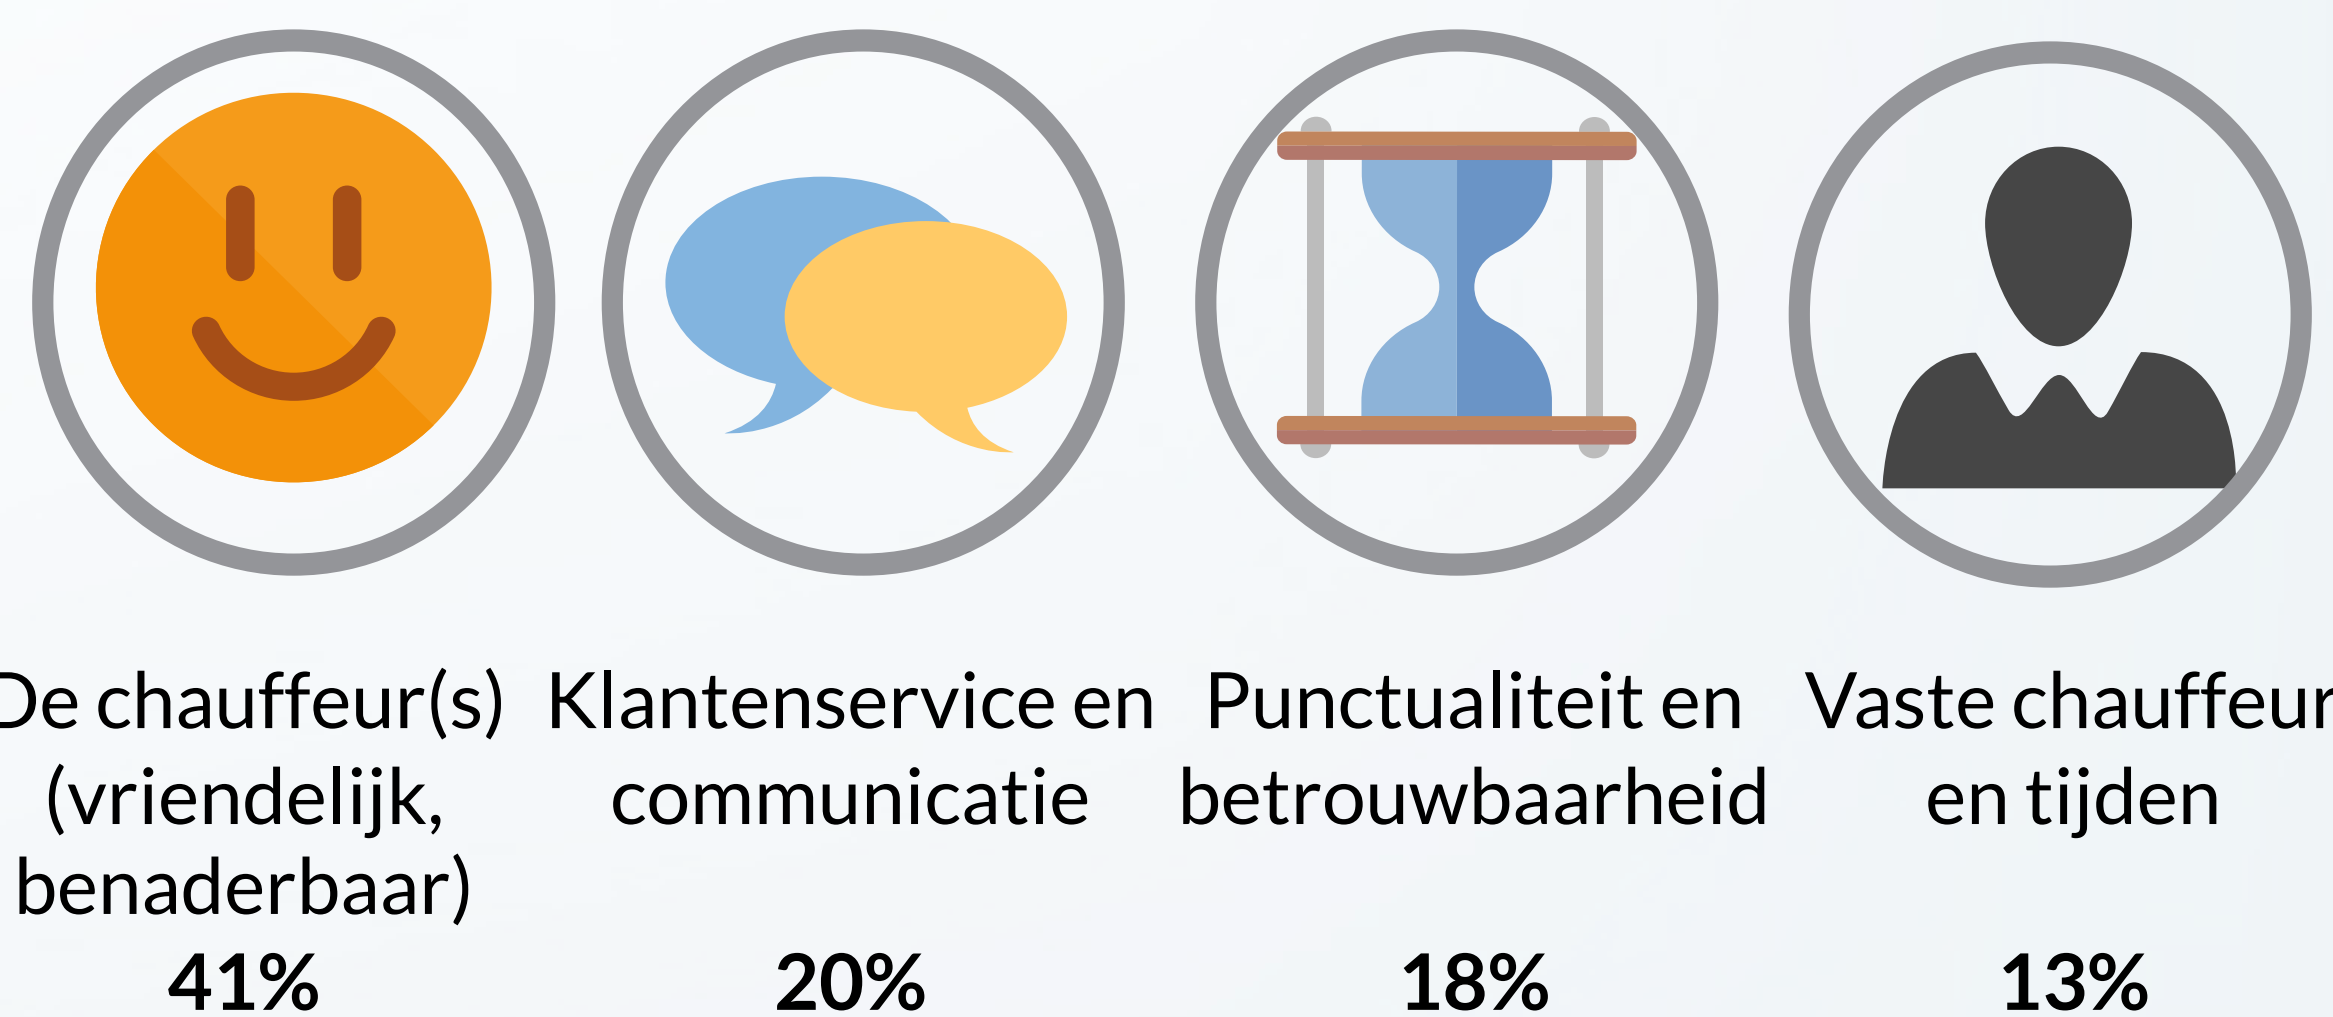 De chauffeur(s)
(vriendelijk,
benaderbaar)
41%
Klantenservice en
communicatie
20%
Punctualiteit en
betrouwbaarheid
18%
Vaste chauffeur
en tijden
13%